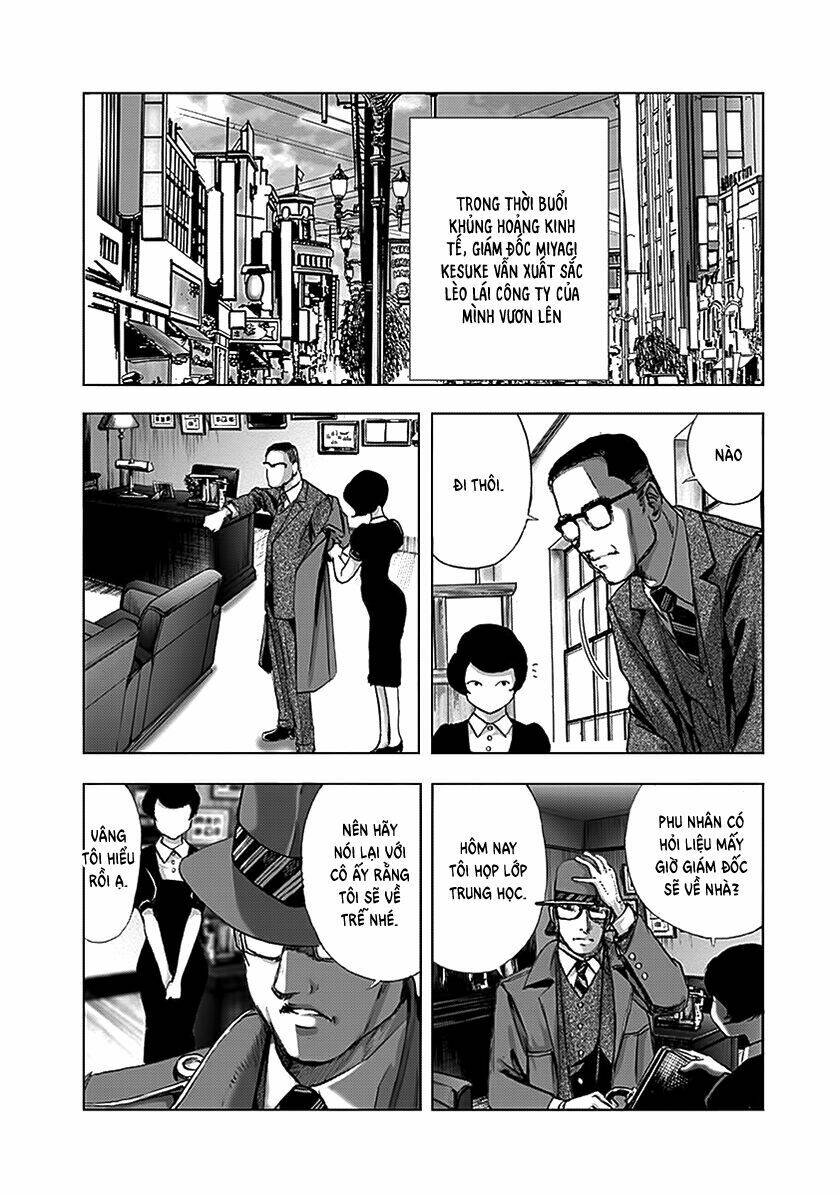 TRONG THỜI BUỔI
KHỦNG HOẢNG KINH
TẾ, GIÁM ĐỐC MIYAGI
KESUKE VẪN XUẤT SẮC
LÈO LÁI CÔNG TY CỦA
MÌNH VƯƠN LÊN
NÀO
ĐI THÔI.
PHU NHÂN CÓ
HỎI LIỆU MẤY
GIỜ GIÁM ĐỐC
SẼ VỀ NHÀ?
HÔM NAY
TÔI HỌP LỚP
TRUNG HỌC.
NÊN HÃY
NÓI LẠI VỚI
CÔ ẤY RẰNG
TÔI SẼ VỀ
TRỄ NHÉ.
VÂNG
TÔI HIỂU
RỒI Ạ.